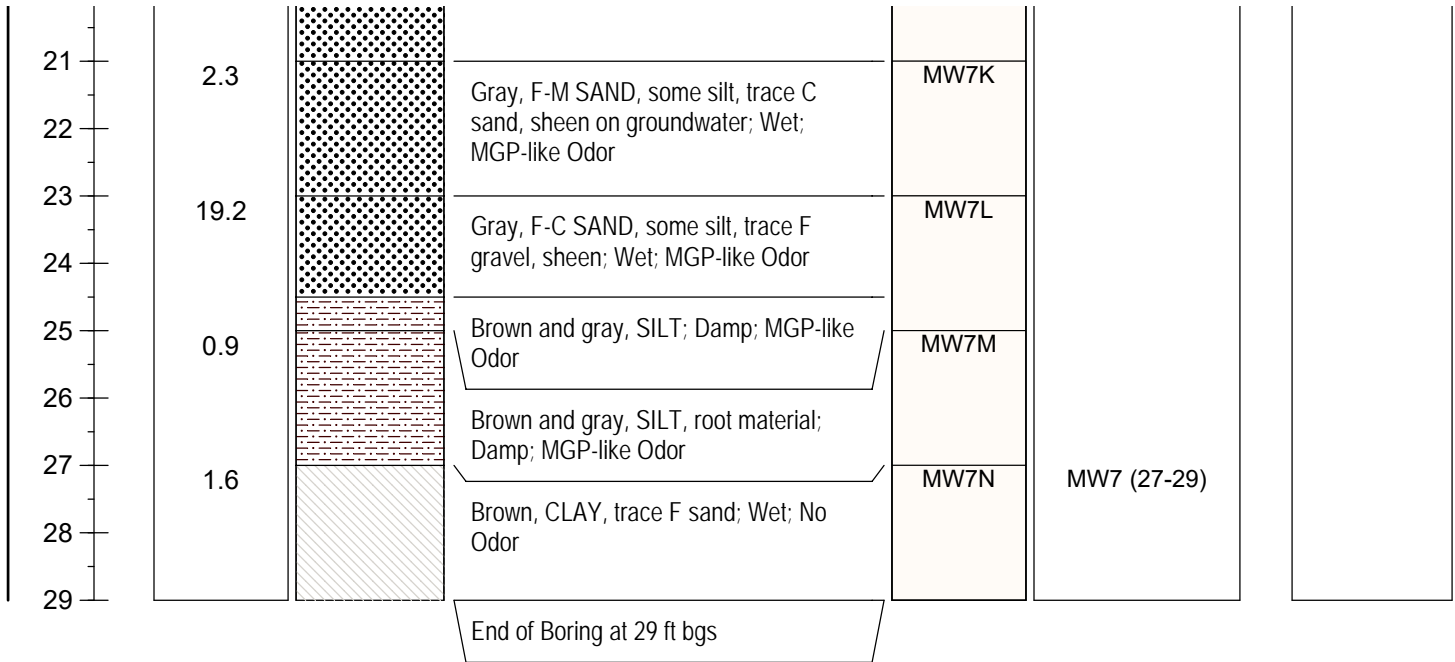 21
2.3
Gray, F-M SAND, some silt, trace C
sand, sheen on groundwater; Wet;
MGP-like Odor
MW7K
22
23
19.2
Gray, F-C SAND, some silt, trace F
gravel, sheen; Wet; MGP-like Odor
MW7L
24
25
0.9
Brown and gray, SILT; Damp; MGP-like
Odor
MW7M
26
Brown and gray, SILT, root material;
Damp; MGP-like Odor
27
1.6
MW7N
MW7 (27-29)
Brown, CLAY, trace F sand; Wet; No
Odor
28
29
End of Boring at 29 ft bgs